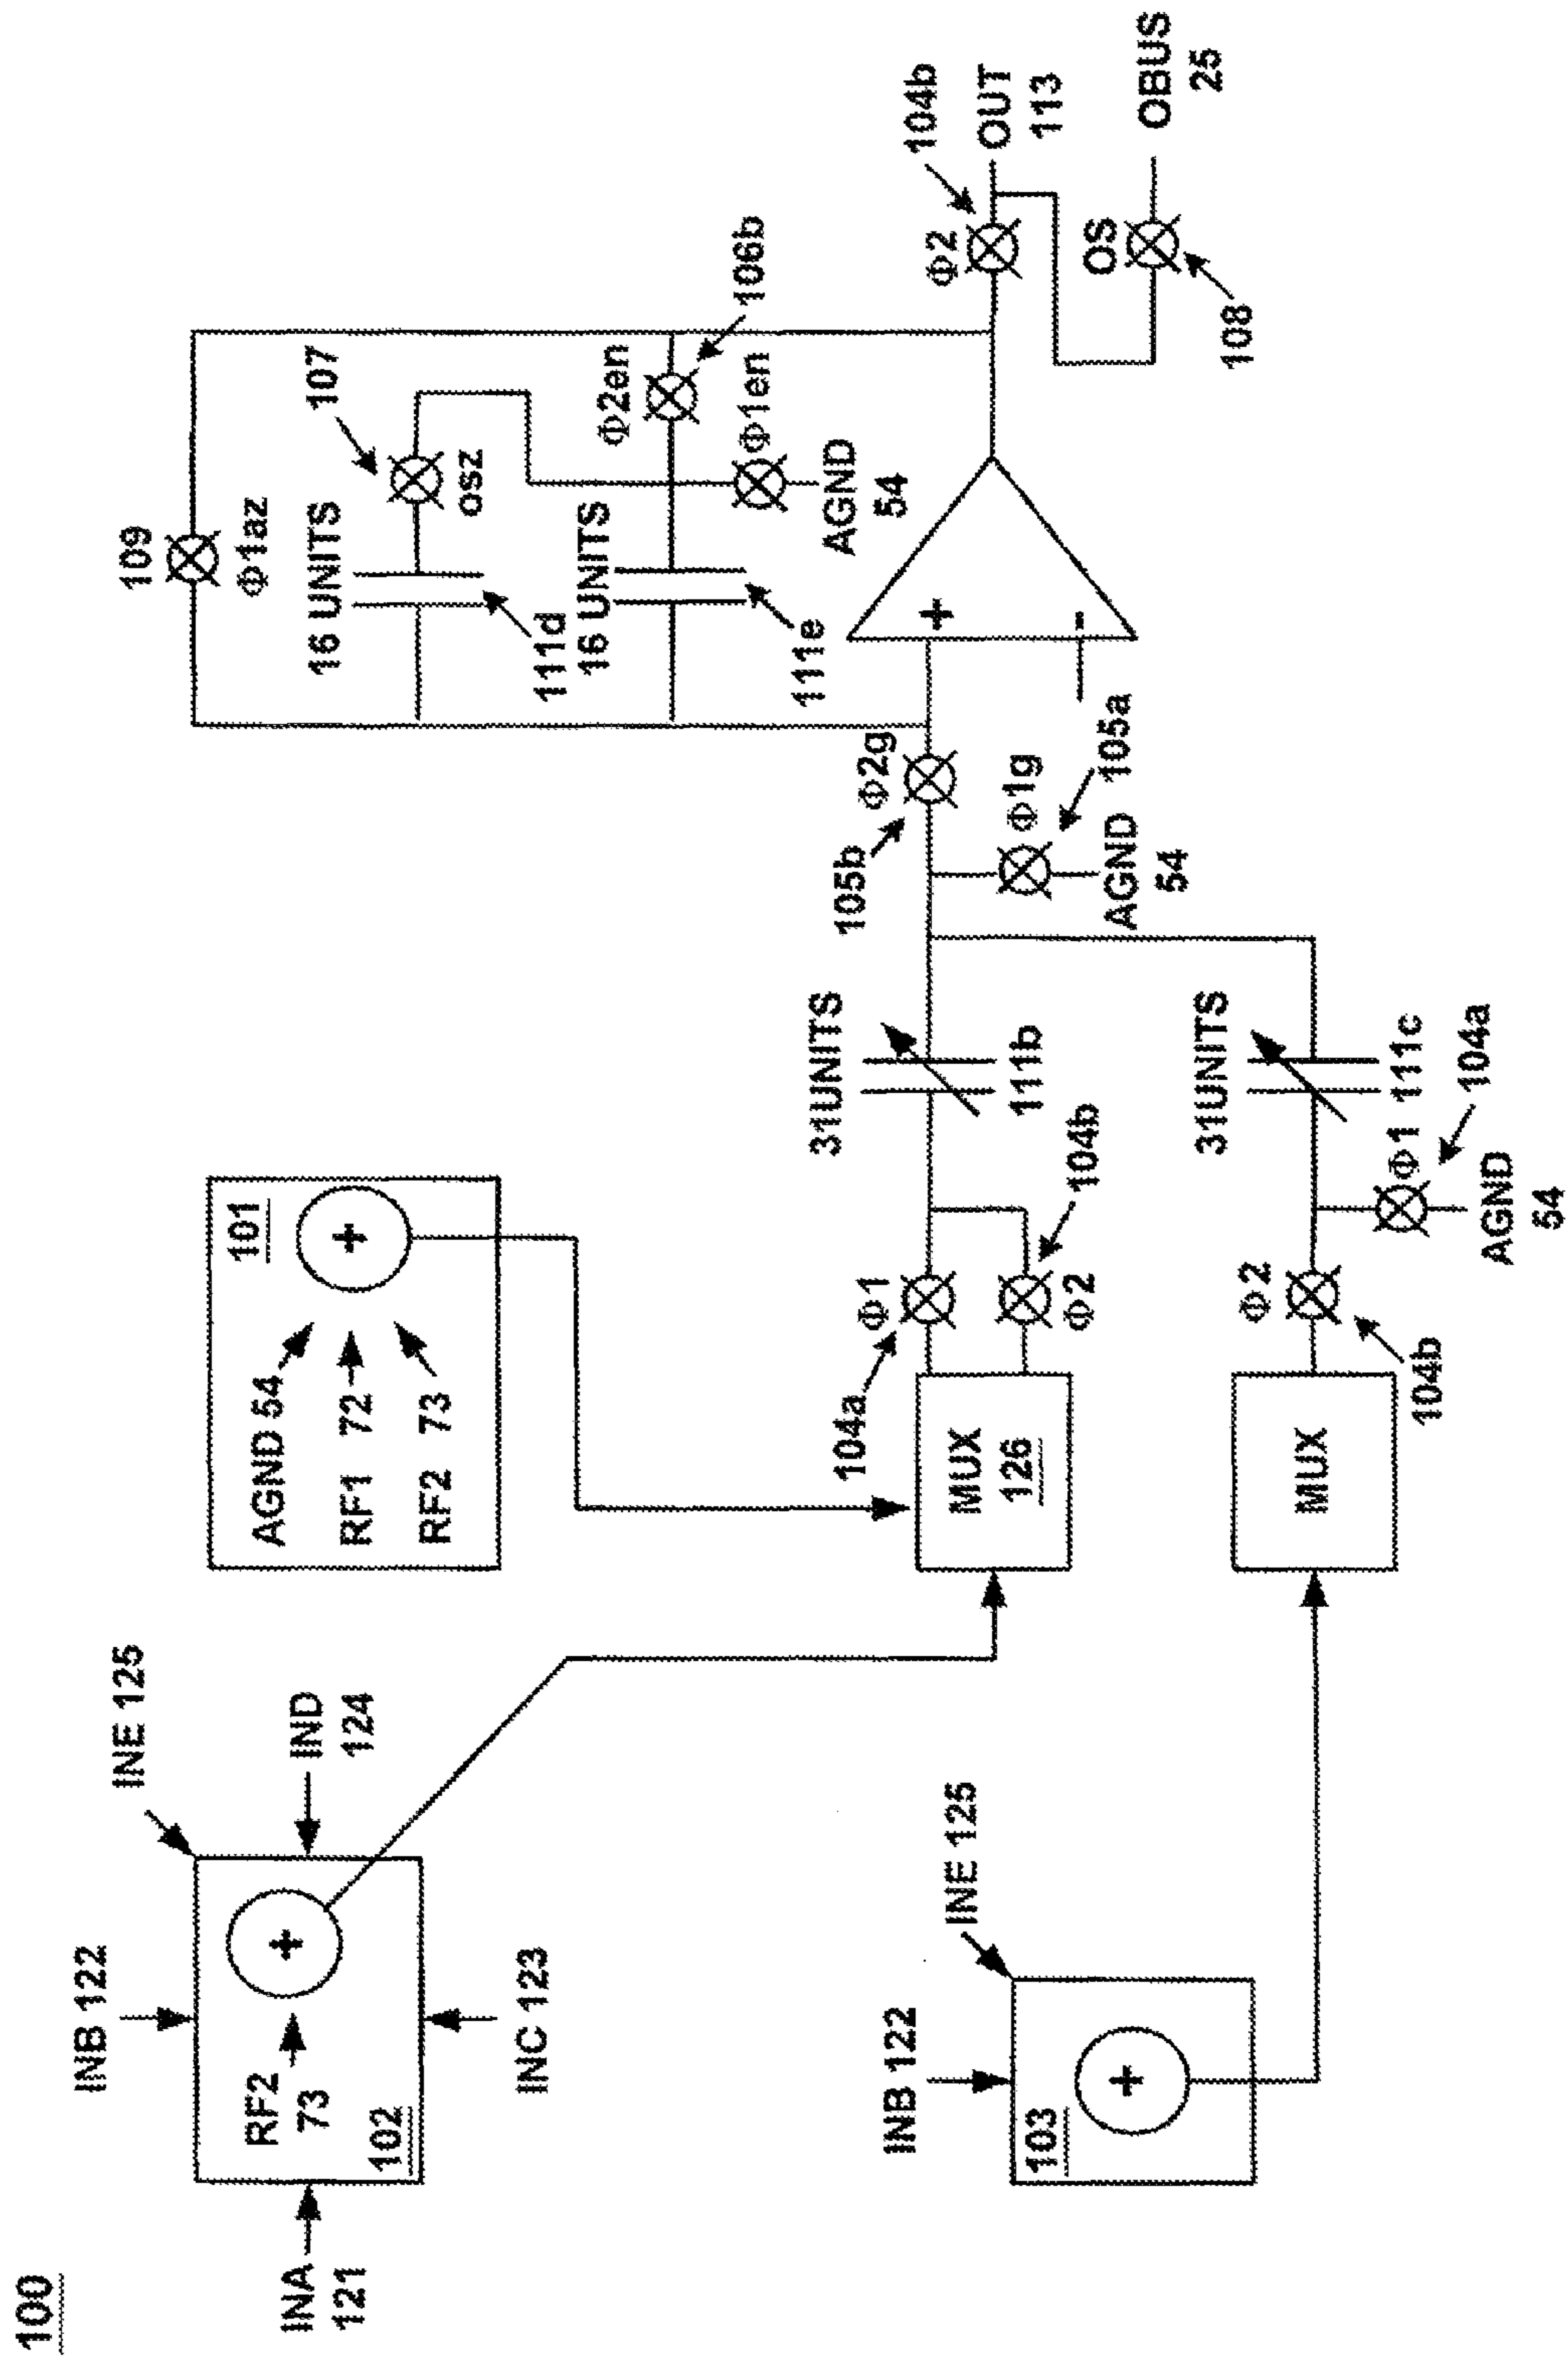 100
INA
121
INB 122
INE 125
IND
124
INC 123
RF2
73
102
AGND 54
RF1 72
RF2 73
101
INB 122
INE 125
103
MUX
126
MUX
104a
Φ1
Φ2
104b
Φ2
104b
31UNITS
111b
31UNITS
111c
Φ1
104a
AGND
54
105b
Φ2g
Φ1g
105a
AGND
54
109
Φ1az
16 UNITS
111d
107
osz
16 UNITS
111e
Φ2en
106b
Φ1en
AGND
54
+
-
Φ2
104b
OUT
113
OS
108
OBUS
25
+
+
+